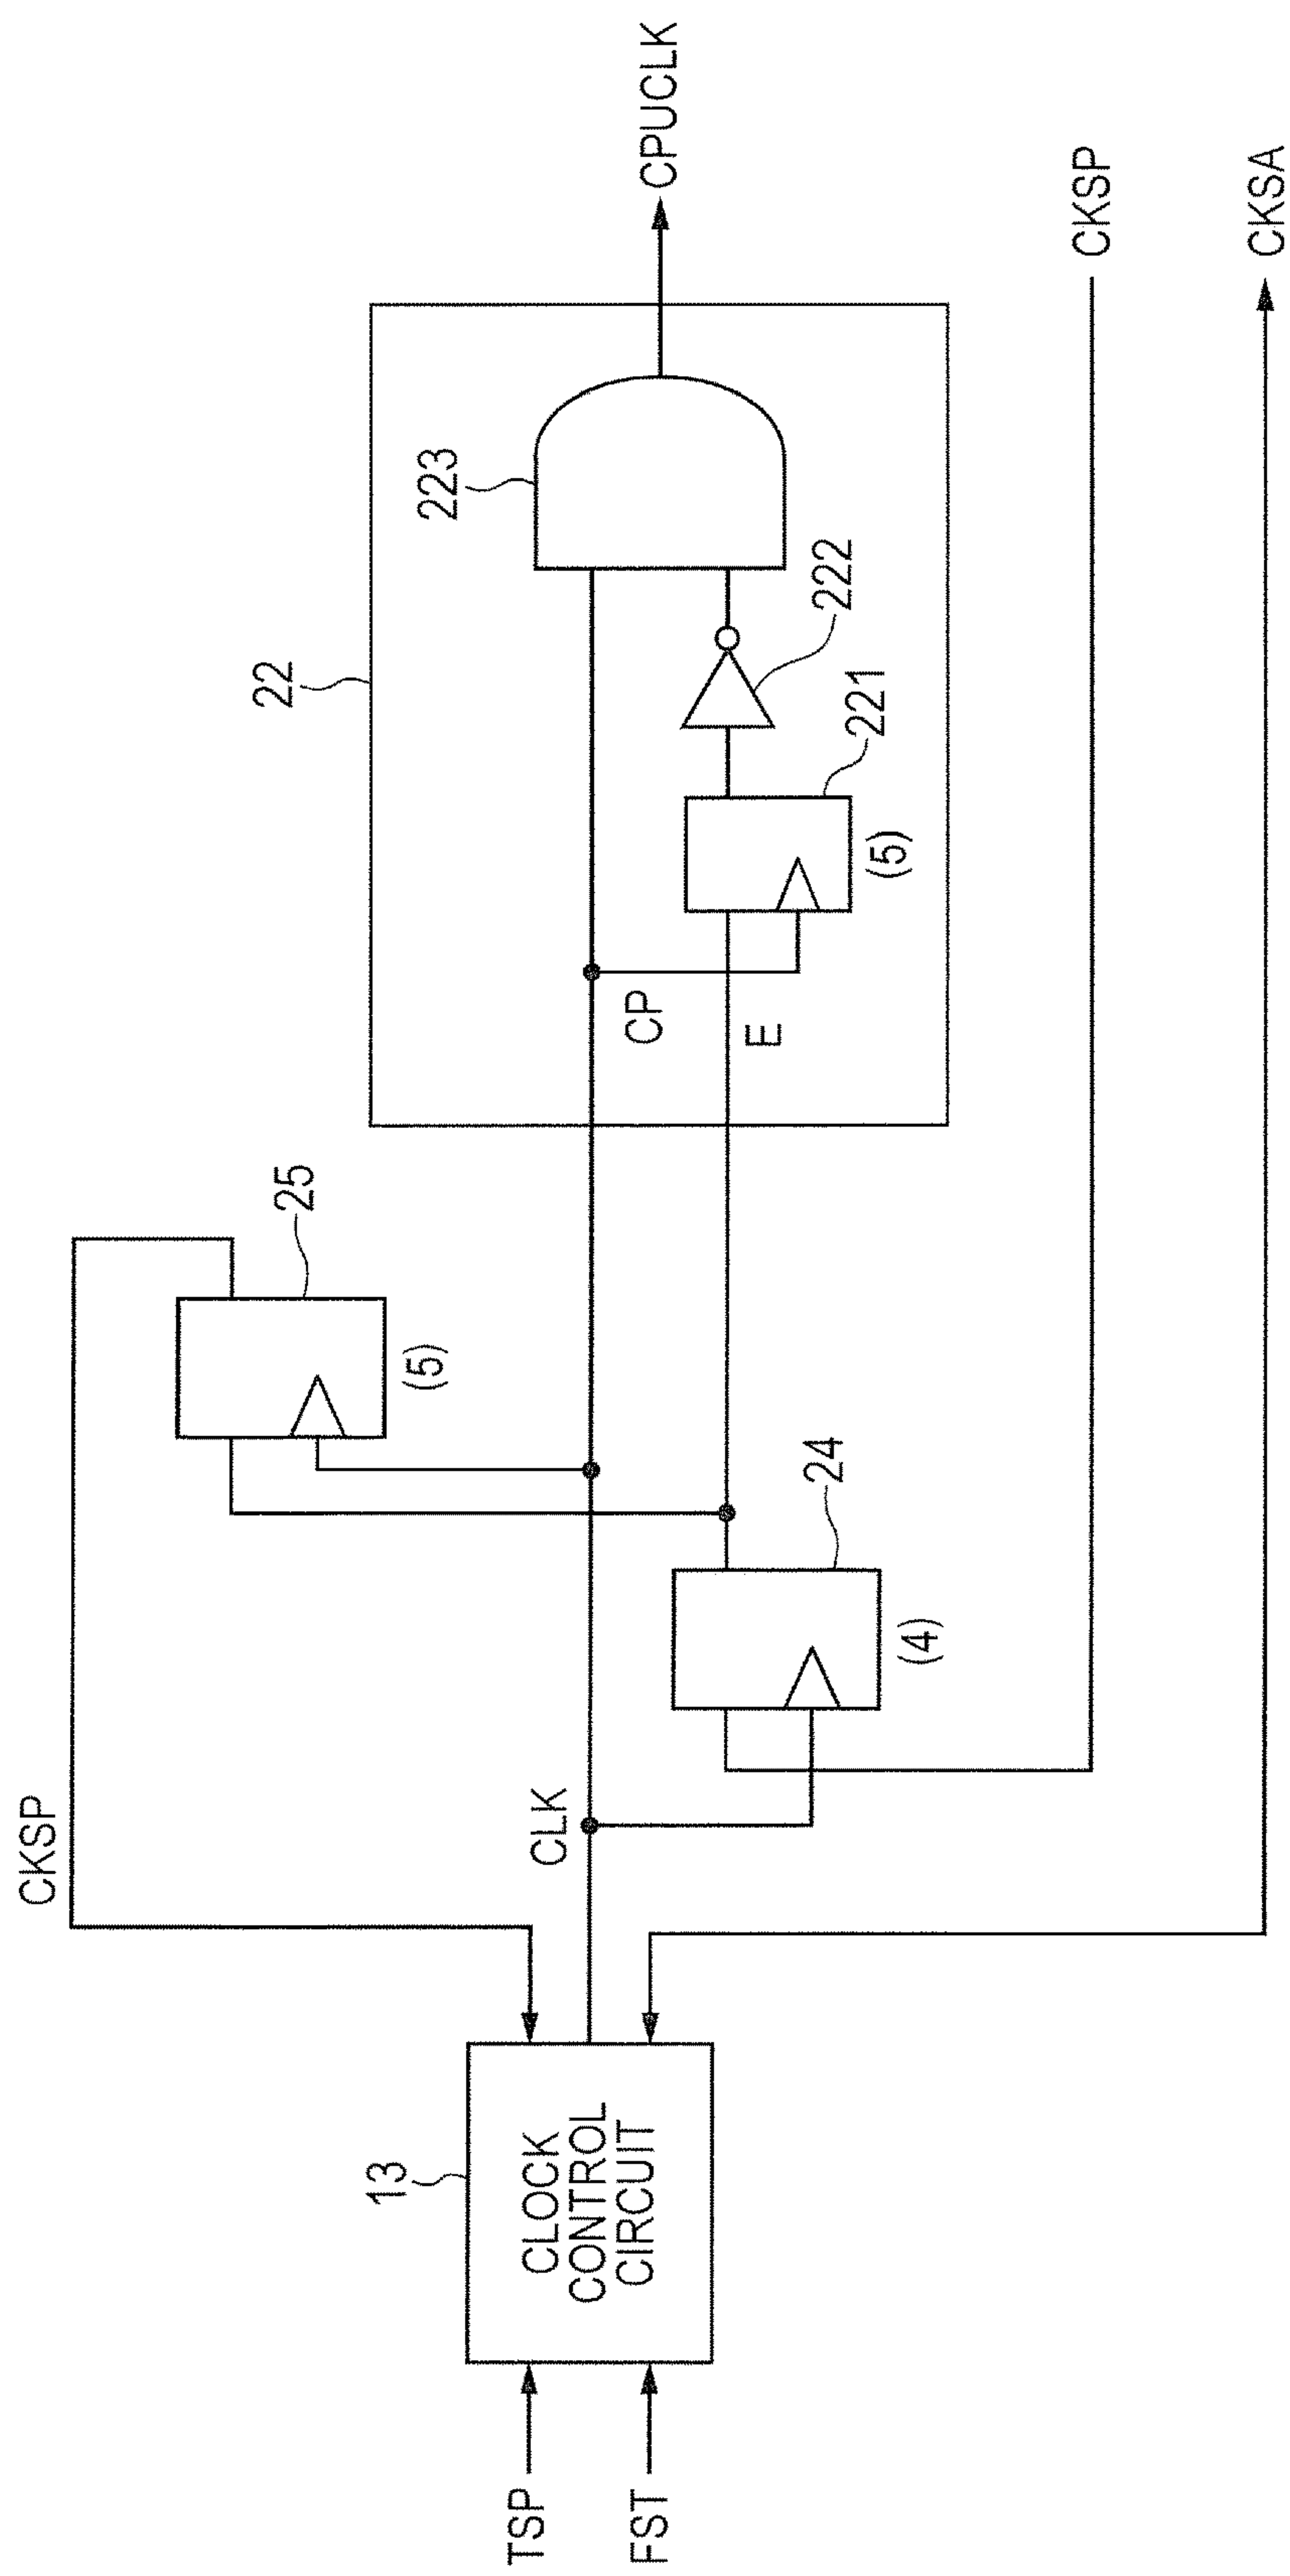 CKSP
25
(5)
22
223
CPUCLK
13
CLOCK
CONTROL
CIRCUIT
TSP
FST
CLK
CP
E
222
221
(5)
24
(4)
CKSP
CKSA